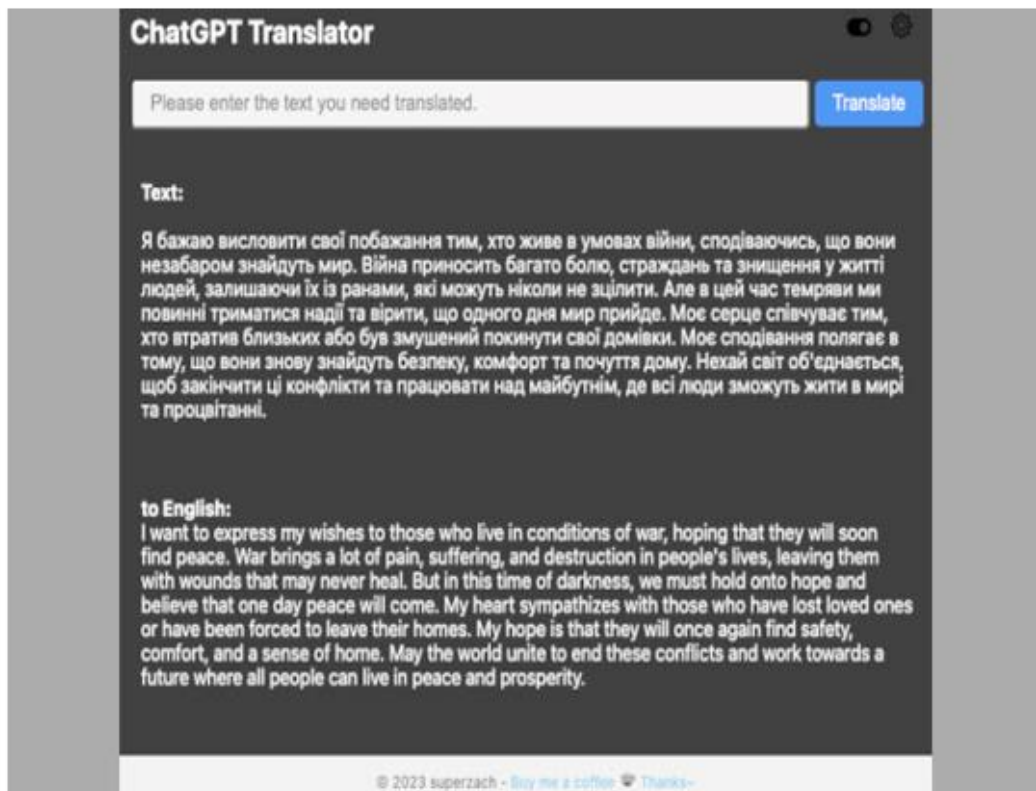 ChatGPT Translator
Please enter the text you need translated.
Translate
Text:
Я бажаю висловити свої побажання тим, хто живе в умовах війни, сподіваючись, що вони
незабаром знайдуть мир. Війна приносить багато болю, страждань та знищення у житті
людей, залишаючи їх із ранами, які можуть ніколи не зцілити. Але в цей час темряви ми
повинні триматися надії та вірити, що одного дня мир прийде. Моє серце співчуває тим,
хто втратив близьких або був змушений покинути свої домівки. Моє сподівання полягає в
тому, що вони знову знайдуть безпеку, комфорт та почуття дому. Нехай світ об'єднається,
щоб закінчити ці конфлікти та працювати над майбутнім, де всі люди зможуть жити в мирі
та процвітанні.
to English:
I want to express my wishes to those who live in conditions of war, hoping that they will soon
find peace. War brings a lot of pain, suffering, and destruction in people's lives, leaving them
with wounds that may never heal. But in this time of darkness, we must hold onto hope and
believe that one day peace will come. My heart sympathizes with those who have lost loved ones
or have been forced to leave their homes. My hope is that they will once again find safety,
comfort, and a sense of home. May the world unite to end these conflicts and work towards a
future where all people can live in peace and prosperity.
© 2023 superzach - Buy me a coffee Thanks~